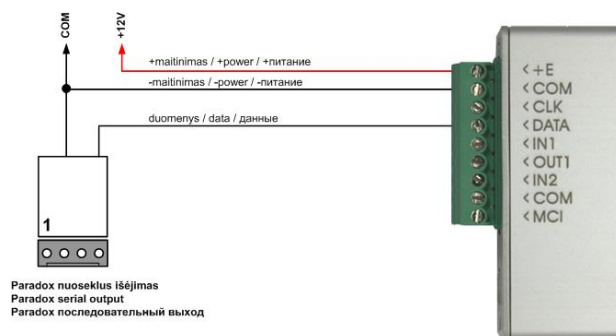 COM
+12V
+maitinimas / +power / +питание
-maitinimas / -power / -питание
duomenys / data / данные
<+E
<COM
<CLK
<DATA
<IN1
<OUT1
<IN2
<COM
<MCI
1
Paradox nuoseklus išėjimas
Paradox serial output
Paradox последовательный выход